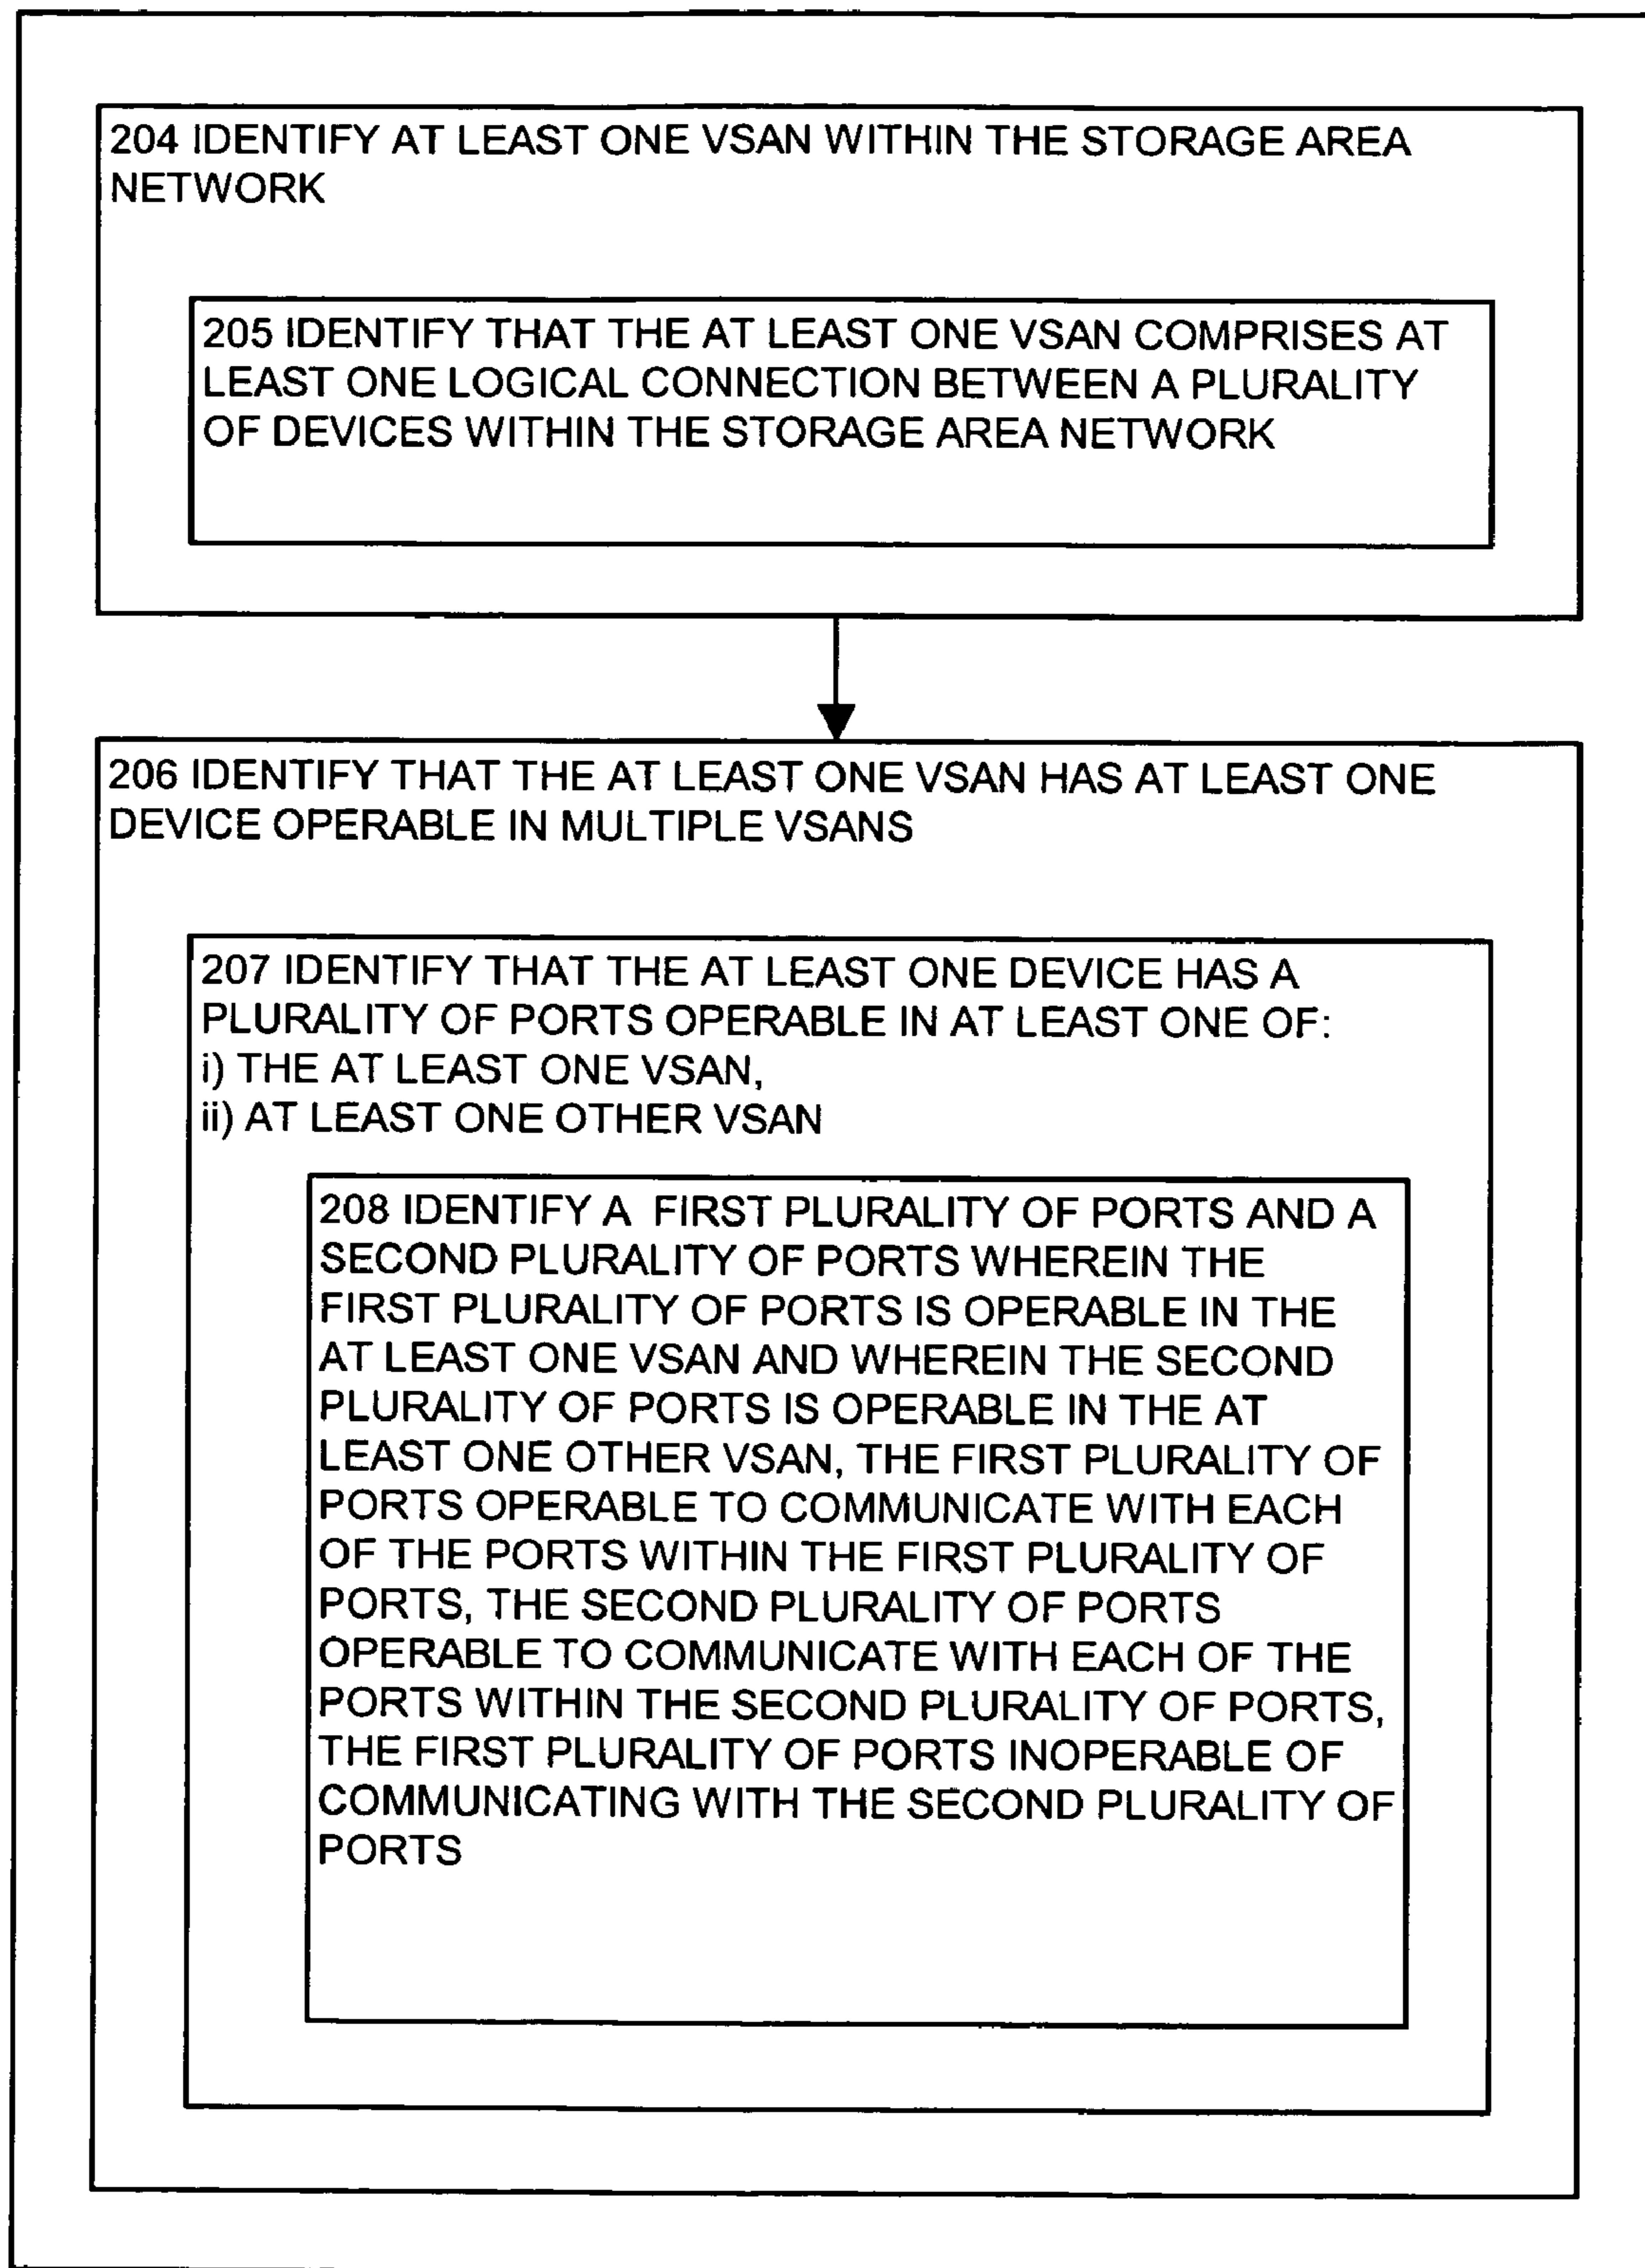 204 IDENTIFY AT LEAST ONE VSAN WITHIN THE STORAGE AREA
NETWORK
205 IDENTIFY THAT THE AT LEAST ONE VSAN COMPRISES AT
LEAST ONE LOGICAL CONNECTION BETWEEN A PLURALITY
OF DEVICES WITHIN THE STORAGE AREA NETWORK
206 IDENTIFY THAT THE AT LEAST ONE VSAN HAS AT LEAST ONE
DEVICE OPERABLE IN MULTIPLE VSANS
207 IDENTIFY THAT THE AT LEAST ONE DEVICE HAS A
PLURALITY OF PORTS OPERABLE IN AT LEAST ONE OF:
i) THE AT LEAST ONE VSAN,
ii) AT LEAST ONE OTHER VSAN
208 IDENTIFY A FIRST PLURALITY OF PORTS AND A
SECOND PLURALITY OF PORTS WHEREIN THE
FIRST PLURALITY OF PORTS IS OPERABLE IN THE
AT LEAST ONE VSAN AND WHEREIN THE SECOND
PLURALITY OF PORTS IS OPERABLE IN THE AT
LEAST ONE OTHER VSAN, THE FIRST PLURALITY OF
PORTS OPERABLE TO COMMUNICATE WITH EACH
OF THE PORTS WITHIN THE FIRST PLURALITY OF
PORTS, THE SECOND PLURALITY OF PORTS
OPERABLE TO COMMUNICATE WITH EACH OF THE
PORTS WITHIN THE SECOND PLURALITY OF PORTS,
THE FIRST PLURALITY OF PORTS INOPERABLE OF
COMMUNICATING WITH THE SECOND PLURALITY OF
PORTS